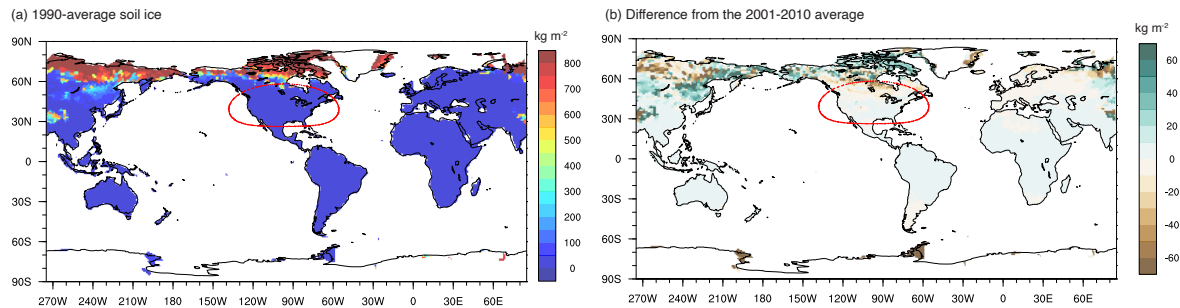 (a) 1990-average soil ice
kg m-2
90N
60N
30N
0
30S
60S
90S
270W 240W 210W 180 150W 120W 90W 60W 30W 0 30E 60E
800
700
600
500
400
300
200
100
0
(b) Difference from the 2001-2010 average
kg m-2
90N
60N
30N
0
30S
60S
90S
270W 240W 210W 180 150W 120W 90W 60W 30W 0 30E 60E
60
40
20
0
-20
-40
-60